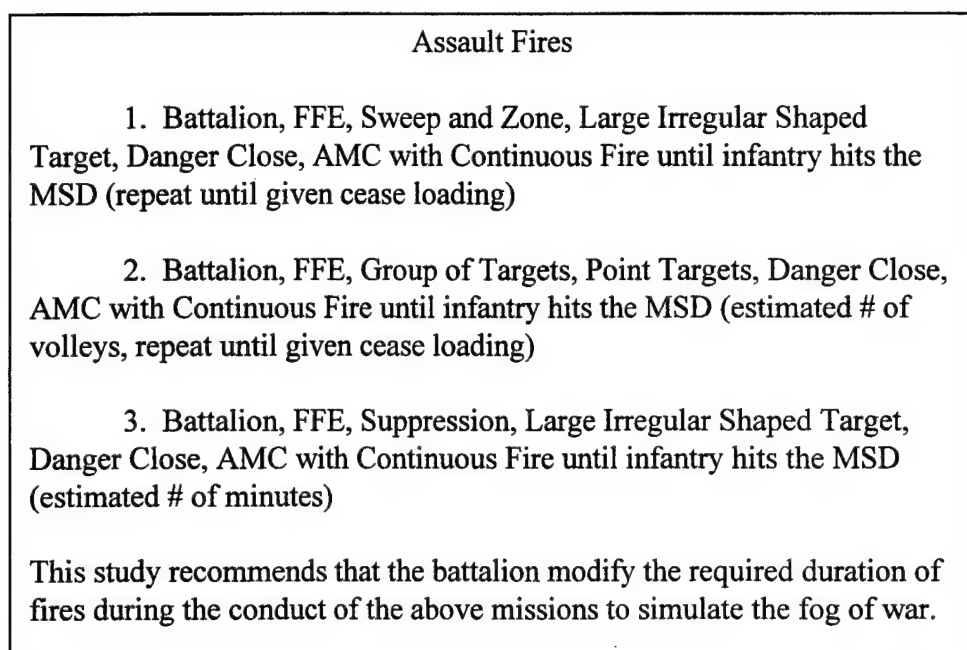 Assault Fires
1. Battalion, FFE, Sweep and Zone, Large Irregular Shaped
Target, Danger Close, AMC with Continuous Fire until infantry hits the
MSD (repeat until given cease loading)
2. Battalion, FFE, Group of Targets, Point Targets, Danger Close,
AMC with Continuous Fire until infantry hits the MSD (estimated # of
volleys, repeat until given cease loading)
3. Battalion, FFE, Suppression, Large Irregular Shaped Target,
Danger Close, AMC with Continuous Fire until infantry hits the MSD
(estimated # of minutes)
This study recommends that the battalion modify the required duration of
fires during the conduct of the above missions to simulate the fog of war.